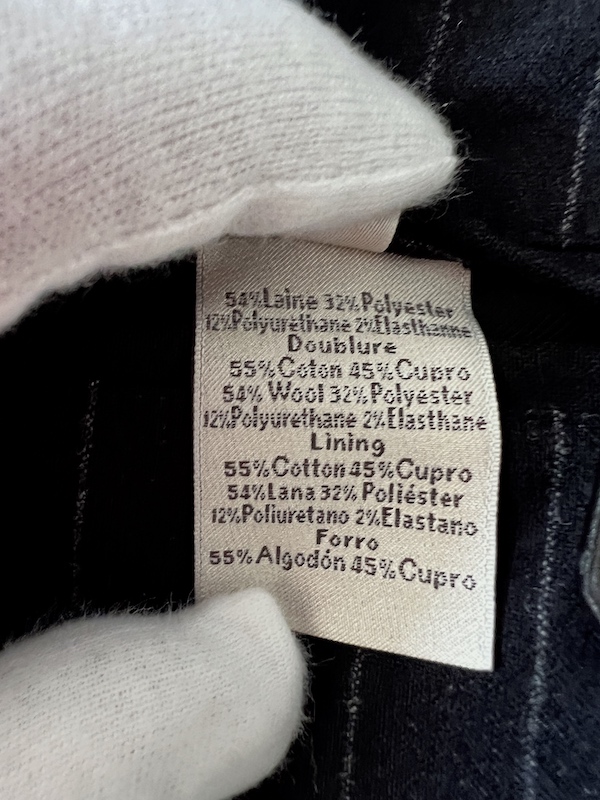 54%Laine 32%Polyester
12%Polyuréthane 2%Elasthanne
Doublure
55%Coton 45%Cupro
54% Wool 32%Polyester
12%Polyurethane 2%Elasthane
Lining
55%Cotton 45%Cupro
54%Lana 32% Poliéster
12%Poliuretano 2%Elastano
Forro
55%Algodón 45%Cupro